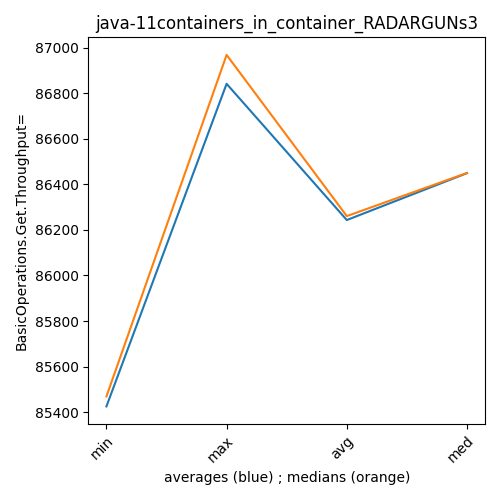 java-11containers_in_container_RADARGUNs3
87000
86800
86600
86400
86200
86000
85800
85600
85400
BasicOperations.Get.Throughput=
min
max
avg
med
averages (blue) ; medians (orange)